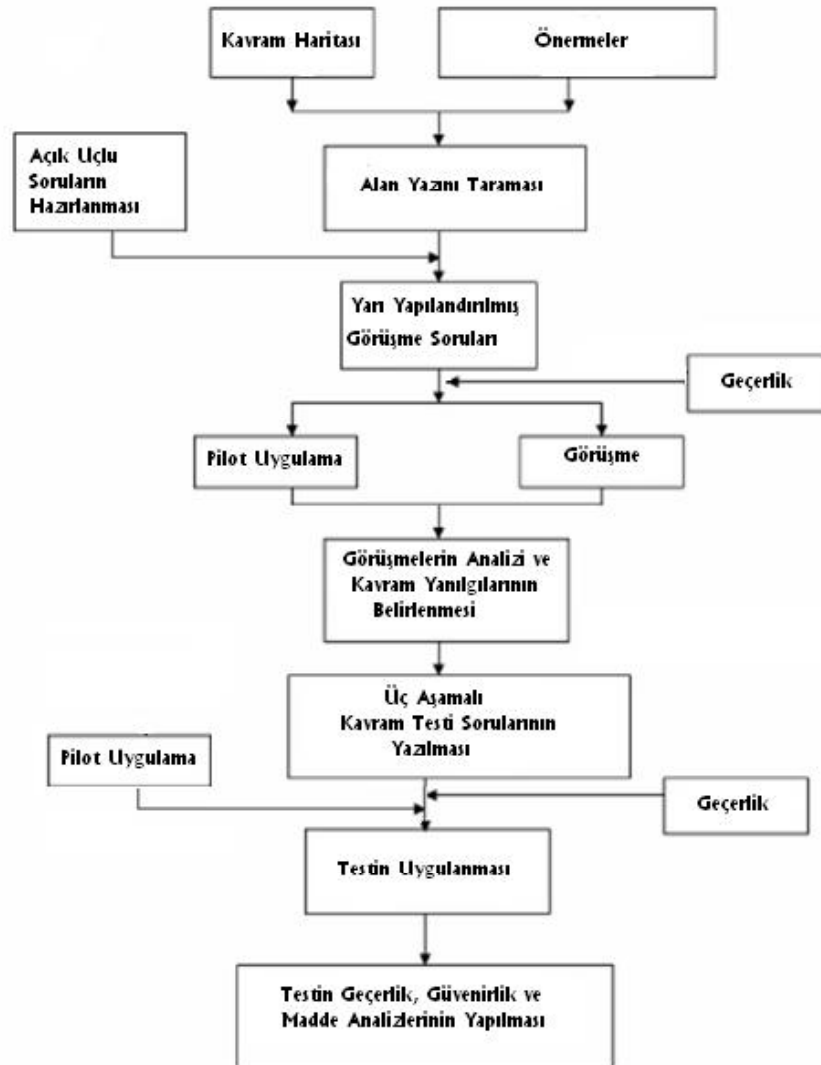 Kavram Haritası
Önermeler
Açık Uçlu
Soruların
Hazırlanması
Alan Yazını Taraması
Yarı Yapılandırılmış
Görüşme Soruları
Geçerlik
Pilot Uygulama
Görüşme
Görüşmelerin Analizi ve
Kavram Yanılgılarının
Belirlenmesi
Üç Aşamalı
Kavram Testi Sorularının
Yazılması
Pilot Uygulama
Geçerlik
Testin Uygulanması
Testin Geçerlik, Güvenirlik ve
Madde Analizlerinin Yapılması